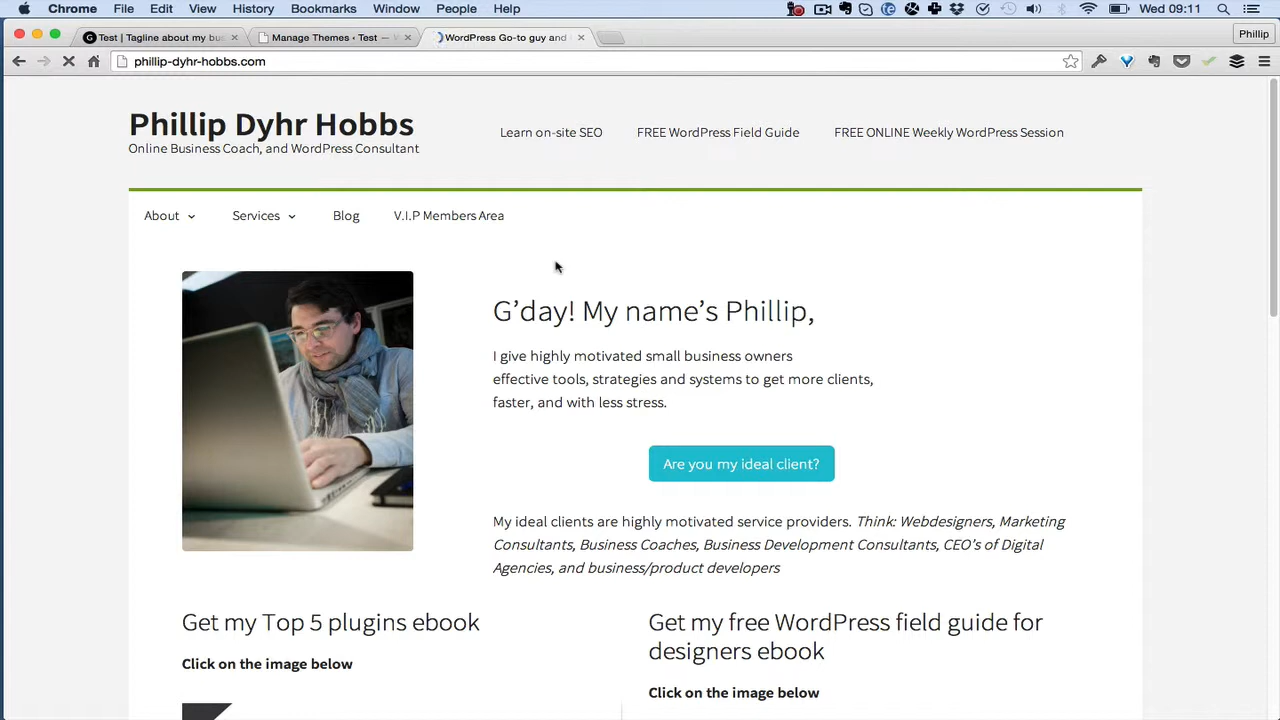 Chrome File Edit View History Bookmarks Window People Help Wed 09:11
Test | Tagline about my bus Manage Themes ‹ Test — W WordPress Go-to guy and Phillip
phillip-dyhr-hobbs.com
Phillip Dyhr Hobbs
Online Business Coach, and WordPress Consultant
Learn on-site SEO FREE WordPress Field Guide FREE ONLINE Weekly WordPress Session
About Services Blog V.I.P Members Area
G’day! My name’s Phillip,
I give highly motivated small business owners
effective tools, strategies and systems to get more clients,
faster, and with less stress.
Are you my ideal client?
My ideal clients are highly motivated service providers. Think: Webdesigners, Marketing
Consultants, Business Coaches, Business Development Consultants, CEO’s of Digital
Agencies, and business/product developers
Get my Top 5 plugins ebook
Click on the image below
Get my free WordPress field guide for
designers ebook
Click on the image below